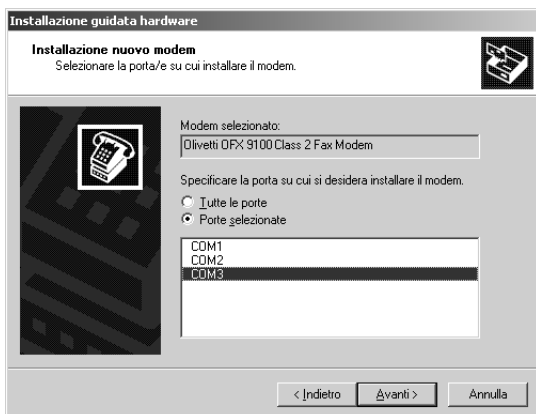 Installazione guidata hardware
Installazione nuovo modem
Selezionare la porta/e su cui installare il modem.
Modem selezionato:
Olivetti OFX 9100 Class 2 Fax Modem
Specificare la porta su cui si desidera installare il modem.
Tutte le porte
Porte selezionate
COM1
COM2
COM3
< Indietro
Avanti >
Annulla